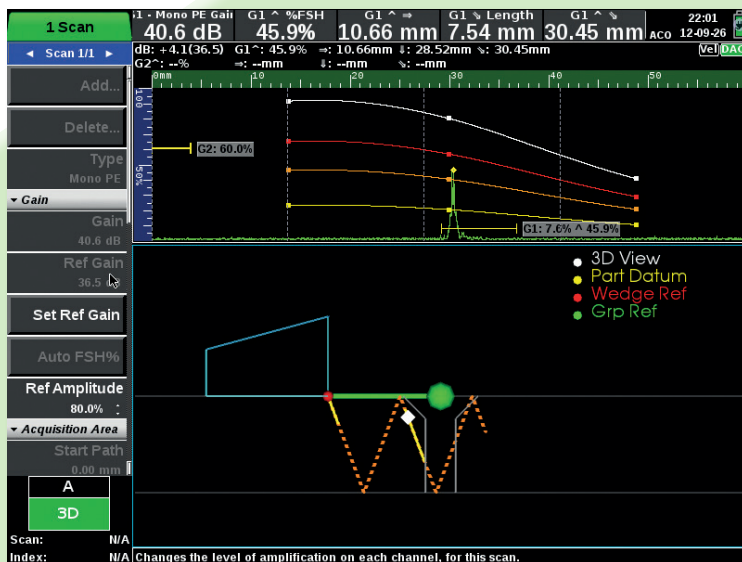 1 Scan
S1 - Mono PE Gain
40.6 dB
G1 ^ %FSH
45.9%
G1 ^ ⇒
10.66 mm
G1 ⇘ Length
7.54 mm
G1 ^ ⇘
30.45 mm
ACO
22:01
12-09-26
◄ Scan 1/1 ►
dB: +4.1(36.5) G1^: 45.9% ⇒: 10.66mm ⇓: 28.52mm ⇘: 30.45mm
G2^: --% ⇒: --mm ⇓: --mm ⇘: --mm
Vel DAC
0mm 10 20 30 40 50
100
50%
G2: 60.0%
G1: 7.6% ^ 45.9%
Add...
Delete...
Type
Mono PE
Gain
Gain
40.6 dB
Ref Gain
36.5
Set Ref Gain
Auto FSH%
Ref Amplitude
80.0%
Acquisition Area
Start Path
0.00 mm
3D View
Part Datum
Wedge Ref
Grp Ref
A
3D
Scan: N/A
Index: N/A
Changes the level of amplification on each channel, for this scan.